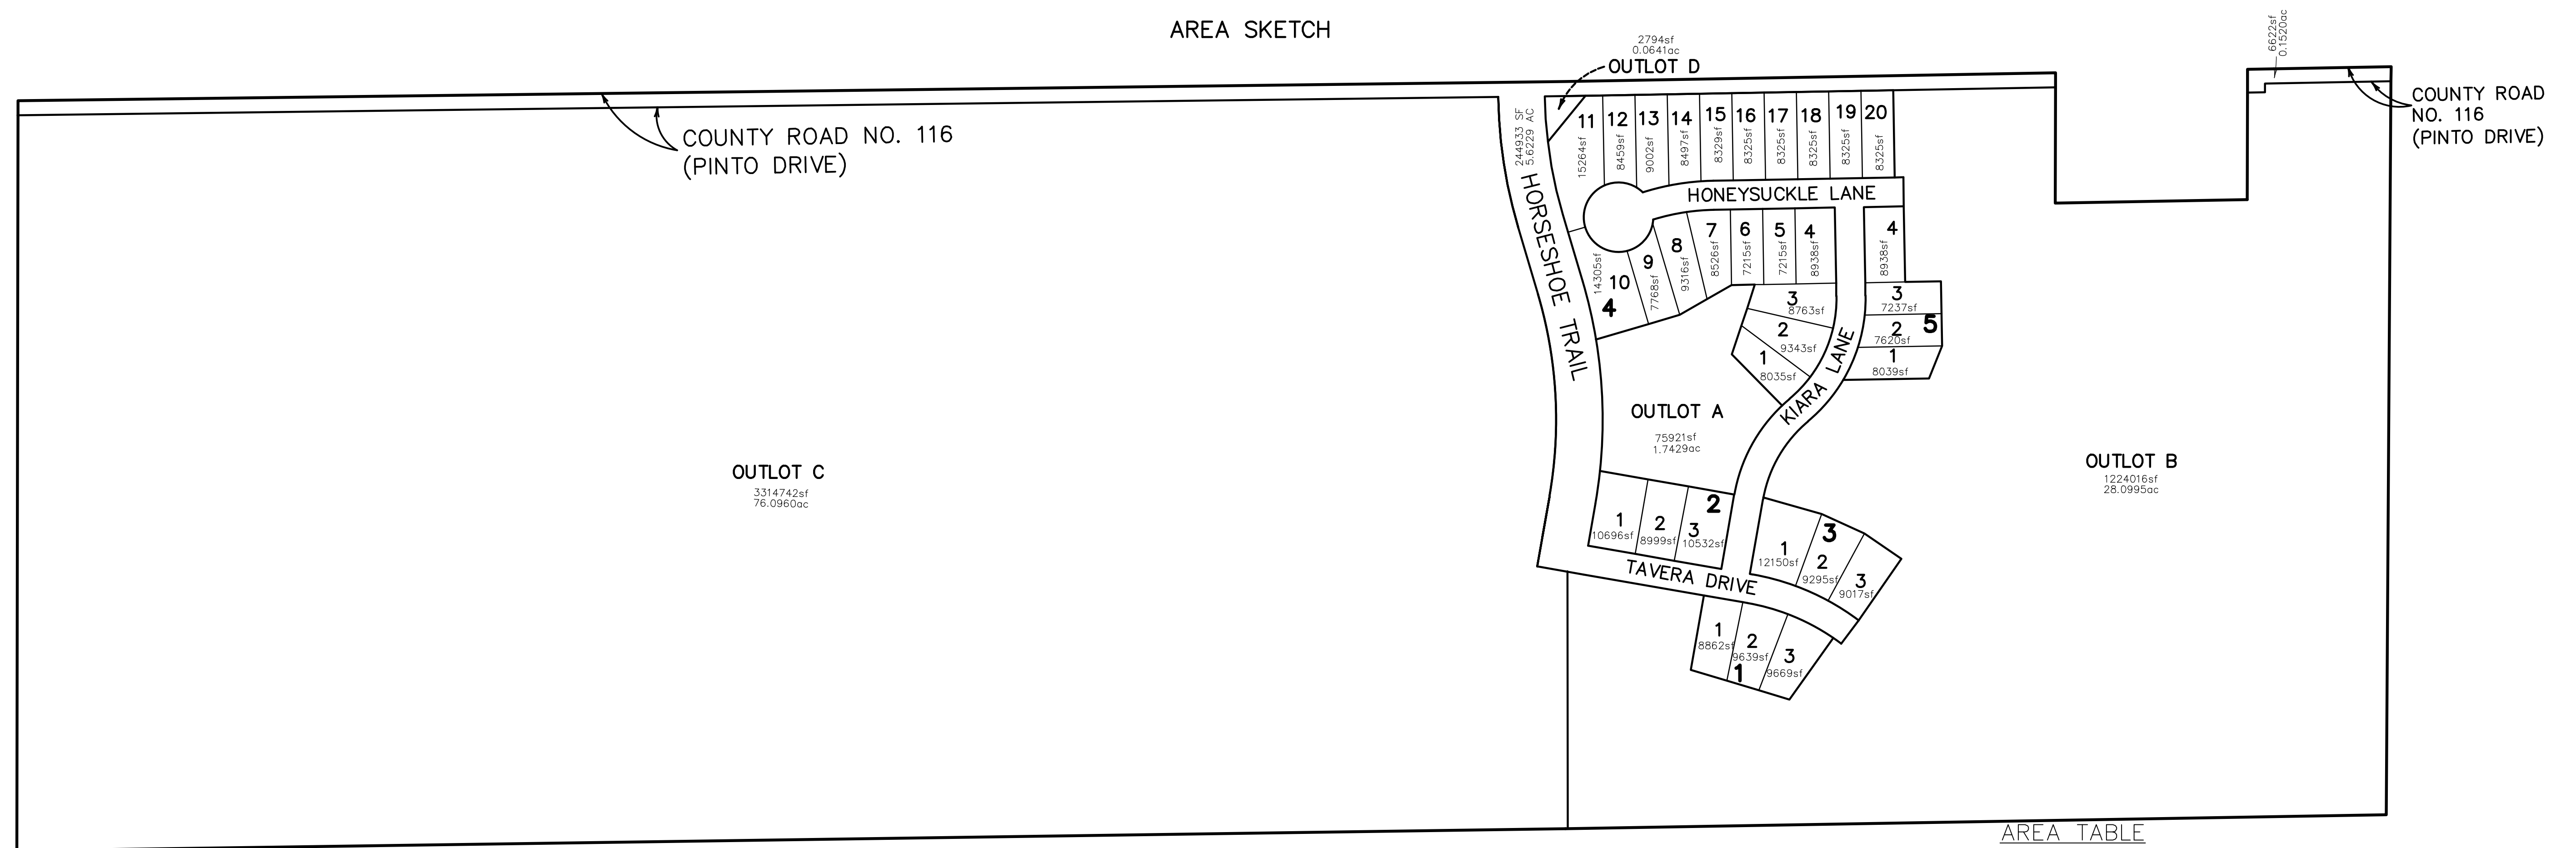 AREA SKETCH
6622sf
0.1520ac
2794sf
0.0641ac
OUTLOT D
COUNTY ROAD
NO. 116
(PINTO DRIVE)
COUNTY ROAD NO. 116
(PINTO DRIVE)
244933 SF
5.6229 AC
HORSESHOE TRAIL
11
15264sf
12
8459sf
13
9002sf
14
8497sf
15
8329sf
16
8325sf
17
8325sf
18
8325sf
19
8325sf
20
8325sf
HONEYSUCKLE LANE
10
14305sf
4
9
7768sf
8
9316sf
7
8526sf
6
7215sf
5
7215sf
4
8938sf
4
8938sf
3
8763sf
2
9343sf
1
8035sf
3
7237sf
5
2
7620sf
1
8039sf
KIARA LANE
OUTLOT A
75921sf
1.7429ac
OUTLOT C
3314742sf
76.0960ac
OUTLOT B
1224016sf
28.0995ac
2
1
10696sf
2
8999sf
3
10532sf
3
1
12150sf
2
9295sf
3
9017sf
TAVERA DRIVE
1
8862sf
2
9639sf
1
3
9669sf
AREA TABLE